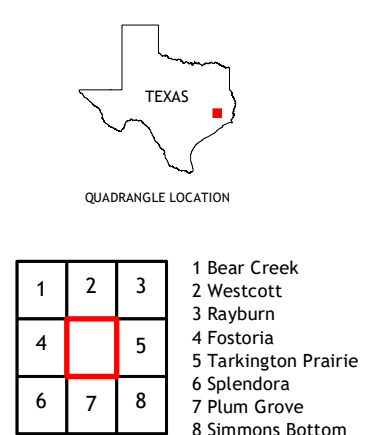 TEXAS
QUADRANGLE LOCATION
1 2 3
4 5
6 7 8
1 Bear Creek
2 Westcott
3 Rayburn
4 Fostoria
5 Tarkington Prairie
6 Splendora
7 Plum Grove
8 Simmons Bottom